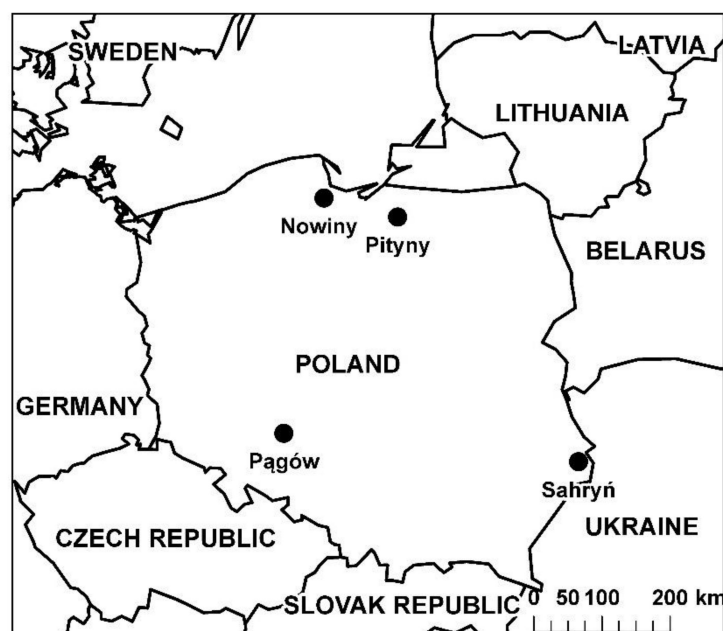 SWEDEN
LATVIA
LITHUANIA
Nowiny
Pityny
BELARUS
POLAND
GERMANY
Pągów
Sahryń
UKRAINE
CZECH REPUBLIC
SLOVAK REPUBLIC
0 50 100 200 km